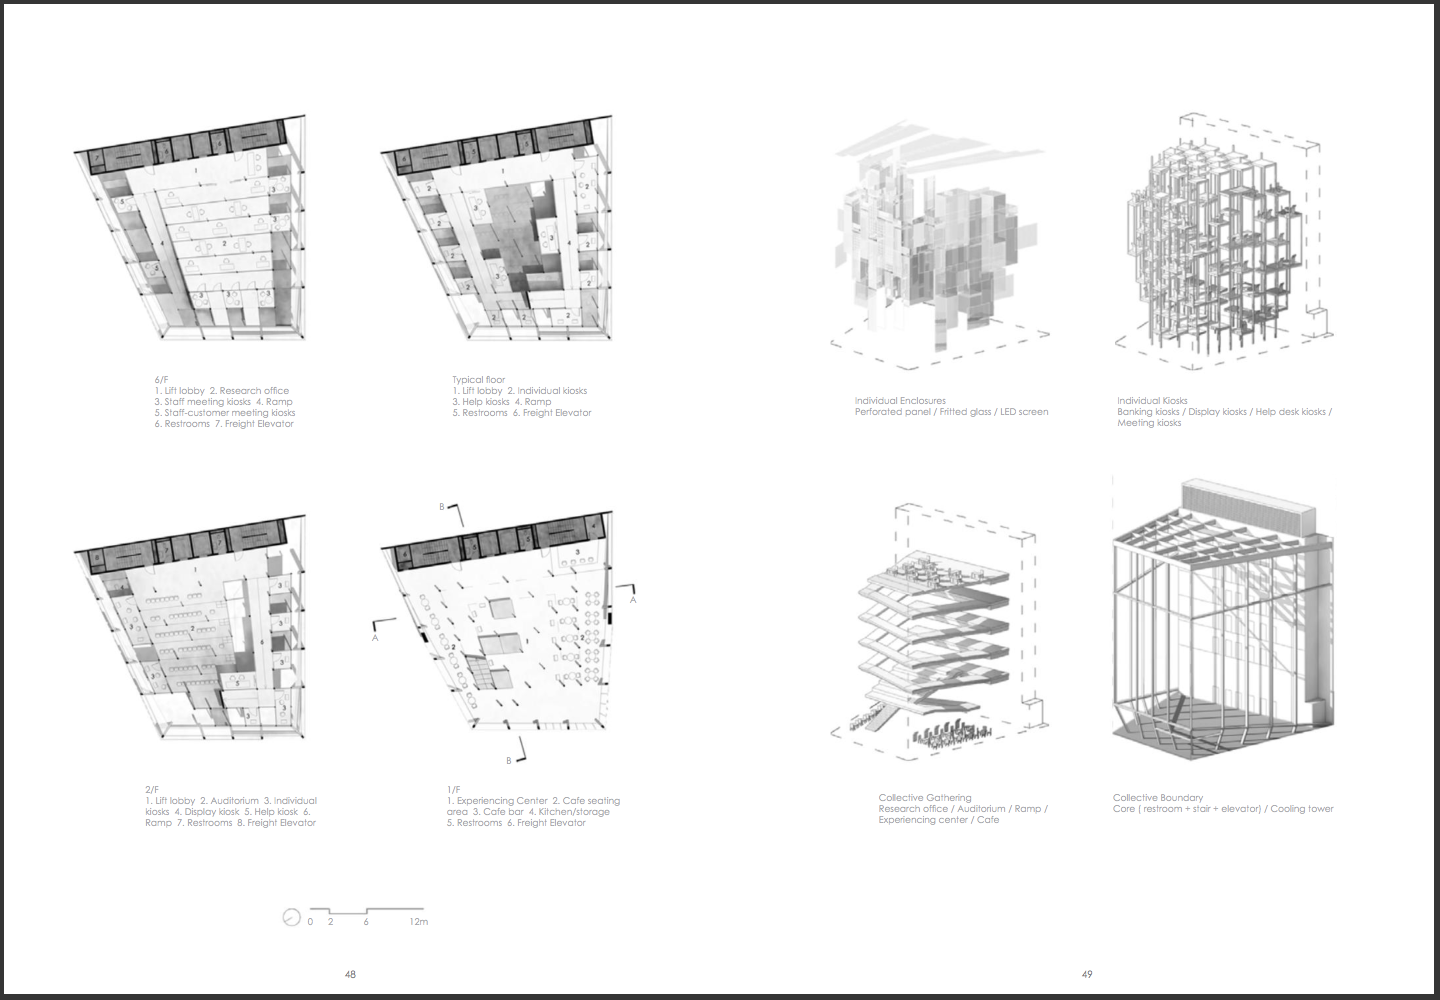 6/F
1. Lift lobby  2. Research office
3. Staff meeting kiosks  4. Ramp
5. Staff-customer meeting kiosks
6. Restrooms  7. Freight Elevator
Typical floor
1. Lift lobby  2. Individual kiosks
3. Help kiosks  4. Ramp
5. Restrooms  6. Freight Elevator
B
A
A
B
2/F
1. Lift lobby  2. Auditorium  3. Individual
kiosks  4. Display kiosk  5. Help kiosk  6.
Ramp  7. Restrooms  8. Freight Elevator
1/F
1. Experiencing Center  2. Cafe seating
area  3. Cafe bar  4. Kitchen/storage
5. Restrooms  6. Freight Elevator
0 2 6 12m
48
Individual Enclosures
Perforated panel / Fritted glass / LED screen
Individual Kiosks
Banking kiosks / Display kiosks / Help desk kiosks /
Meeting kiosks
Collective Gathering
Research office / Auditorium / Ramp /
Experiencing center / Cafe
Collective Boundary
Core ( restroom + stair + elevator) / Cooling tower
49